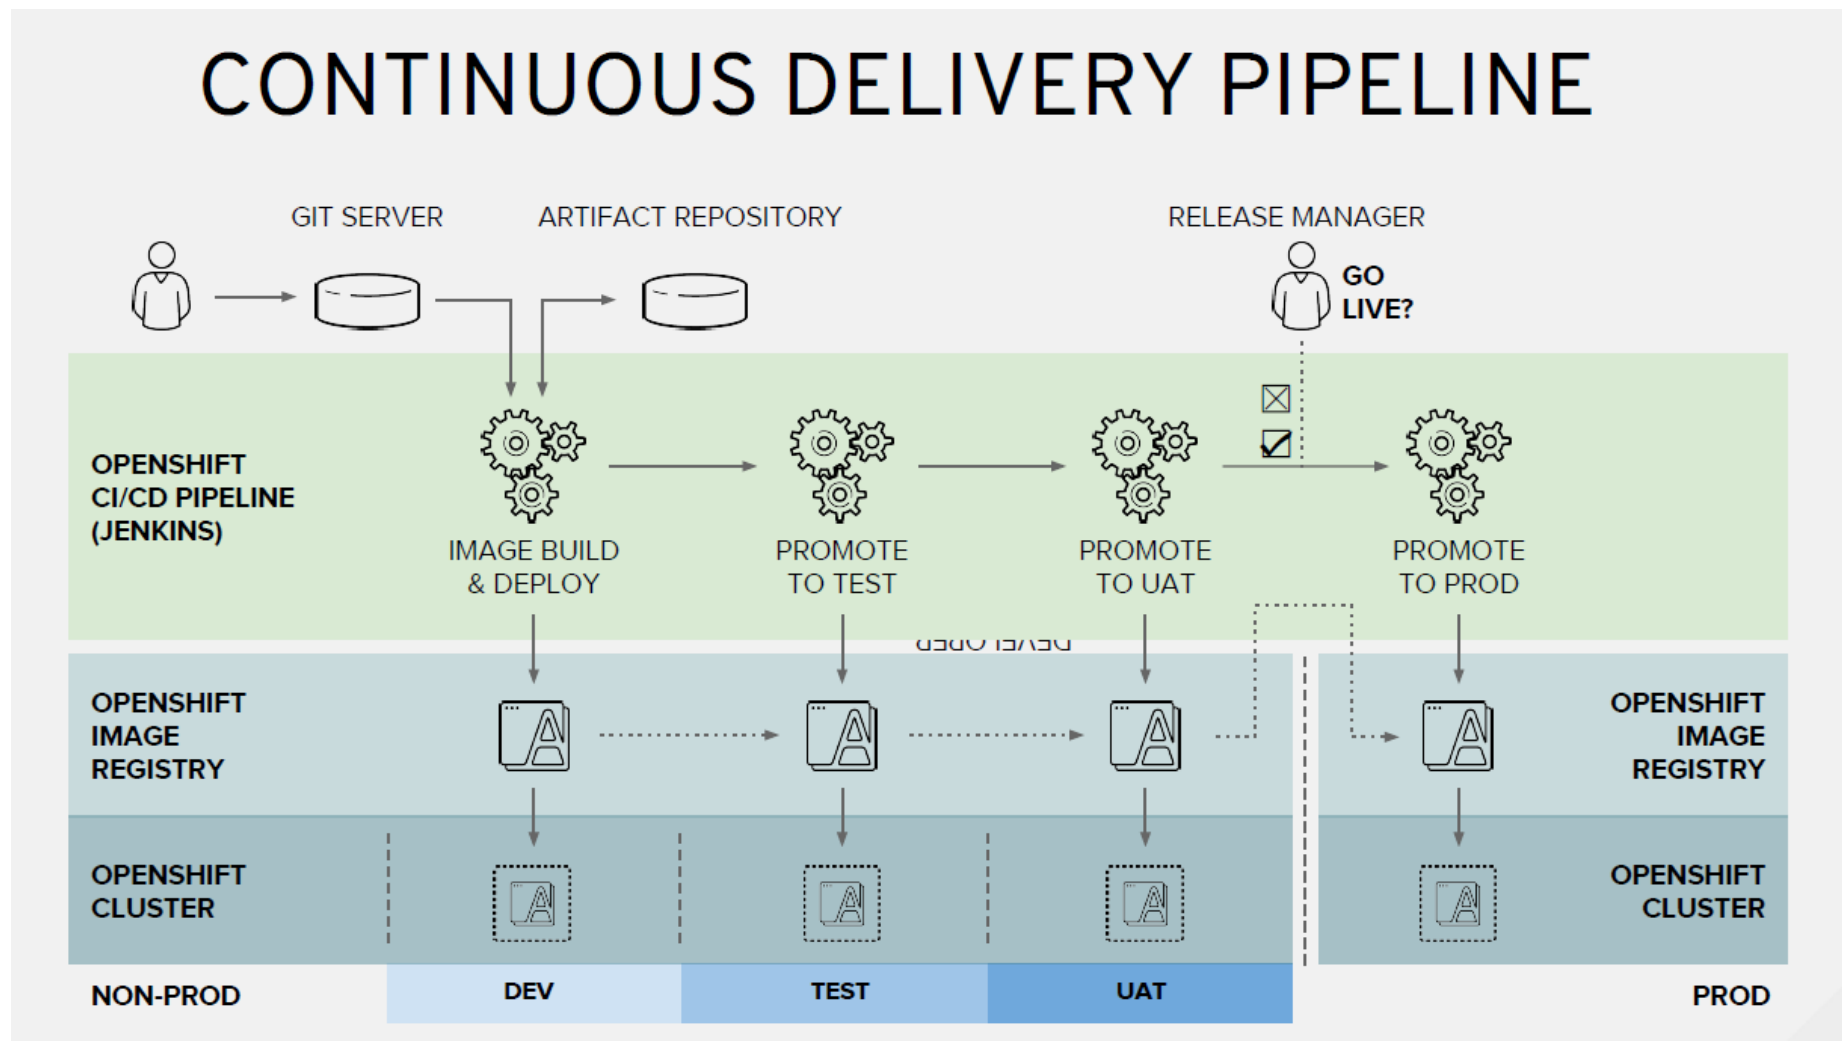 CONTINUOUS DELIVERY PIPELINE
GIT SERVER
ARTIFACT REPOSITORY
RELEASE MANAGER
GO
LIVE?
OPENSHIFT
CI/CD PIPELINE
(JENKINS)
IMAGE BUILD
& DEPLOY
PROMOTE
TO TEST
PROMOTE
TO UAT
PROMOTE
TO PROD
DEVELOPER
OPENSHIFT
IMAGE
REGISTRY
OPENSHIFT
IMAGE
REGISTRY
OPENSHIFT
CLUSTER
OPENSHIFT
CLUSTER
NON-PROD
DEV
TEST
UAT
PROD